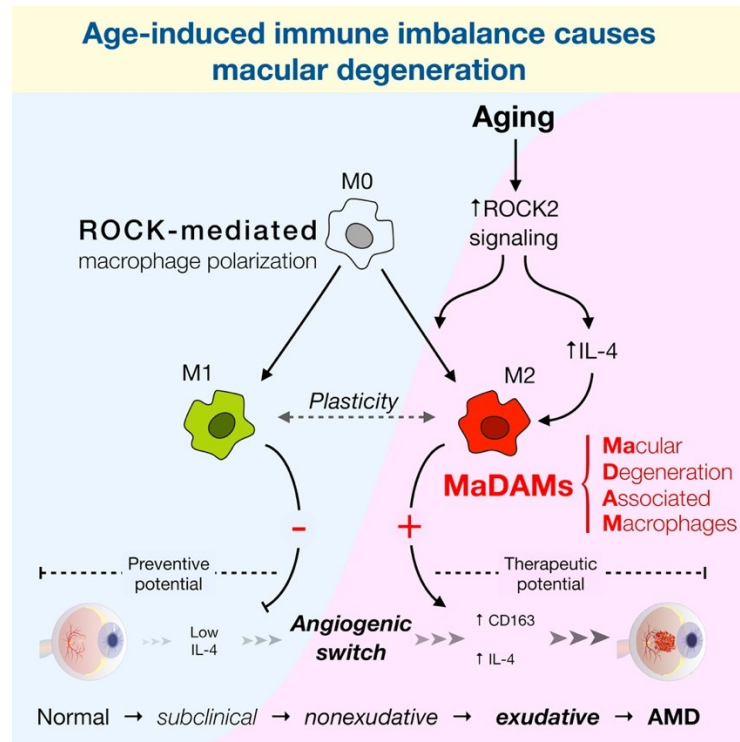 Age-induced immune imbalance causes
macular degeneration
Aging
M0
↑ROCK2
signaling
ROCK-mediated
macrophage polarization
↑IL-4
M1
M2
Plasticity
MaDAMs
Macular
Degeneration
Associated
Macrophages
-
+
Preventive
potential
Therapeutic
potential
Low
IL-4
Angiogenic
switch
↑ CD163
↑ IL-4
Normal → subclinical → nonexudative → exudative → AMD